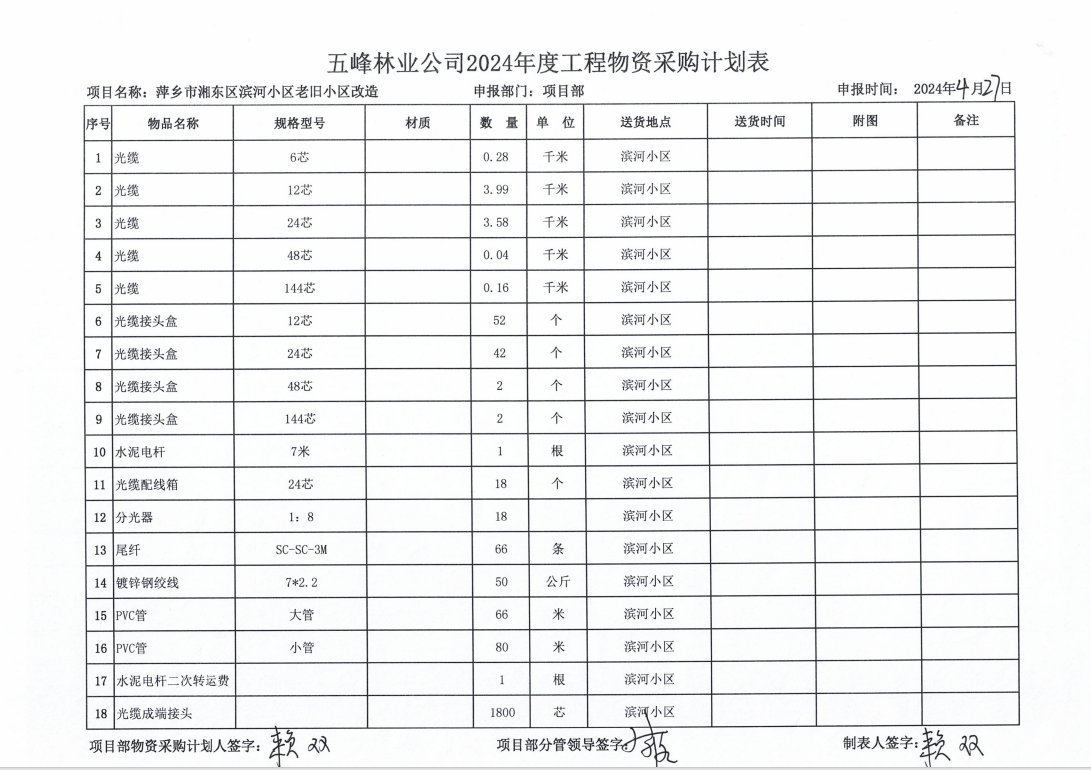 五峰林业公司2024年度工程物资采购计划表
项目名称：萍乡市湘东区滨河小区老旧小区改造 申报部门：项目部 申报时间： 2024年4月27日
序号 物品名称 规格型号 材质 数 量 单 位 送货地点 送货时间 附图 备注
1 光缆 6芯 0.28 千米 滨河小区
2 光缆 12芯 3.99 千米 滨河小区
3 光缆 24芯 3.58 千米 滨河小区
4 光缆 48芯 0.04 千米 滨河小区
5 光缆 144芯 0.16 千米 滨河小区
6 光缆接头盒 12芯 52 个 滨河小区
7 光缆接头盒 24芯 42 个 滨河小区
8 光缆接头盒 48芯 2 个 滨河小区
9 光缆接头盒 144芯 2 个 滨河小区
10 水泥电杆 7米 1 根 滨河小区
11 光缆配线箱 24芯 18 个 滨河小区
12 分光器 1：8 18 滨河小区
13 尾纤 SC-SC-3M 66 条 滨河小区
14 镀锌钢绞线 7*2.2 50 公斤 滨河小区
15 PVC管 大管 66 米 滨河小区
16 PVC管 小管 80 米 滨河小区
17 水泥电杆二次转运费 1 根 滨河小区
18 光缆成端接头 1800 芯 滨河小区
项目部物资采购计划人签字：赖双 项目部分管领导签字： 制表人签字：赖双